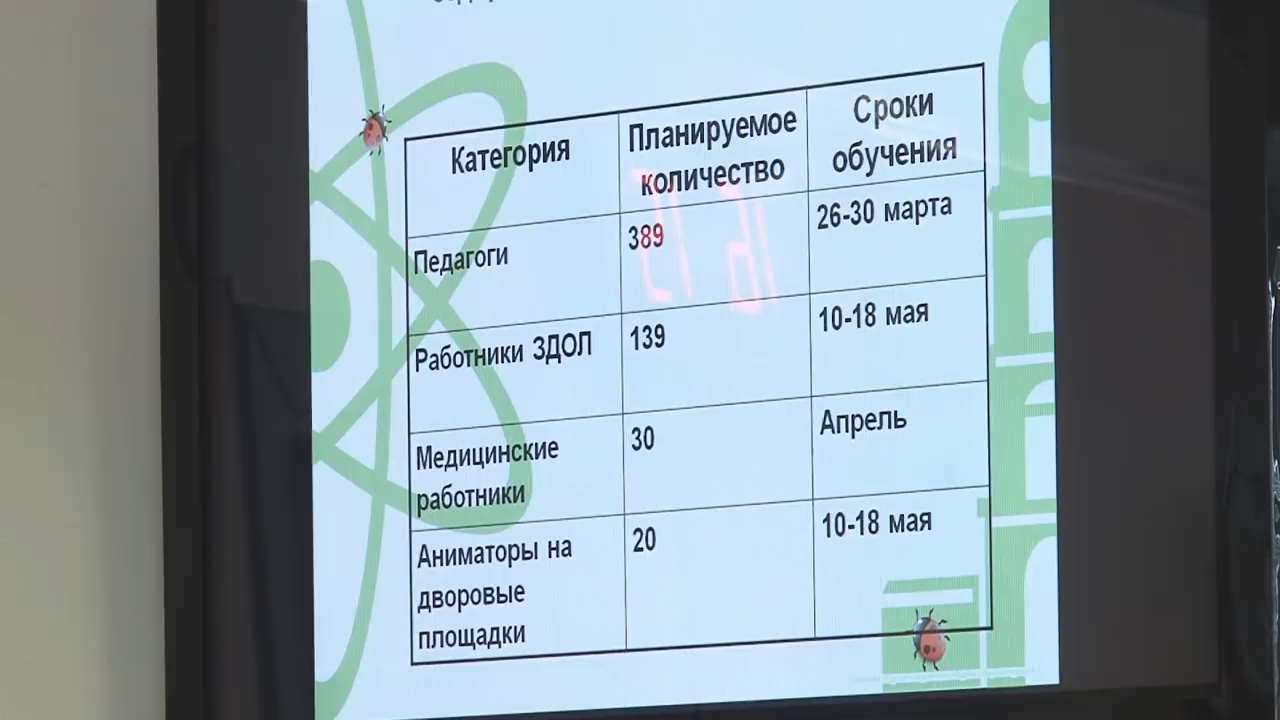 Категория
Планируемое
количество
Сроки
обучения
Педагоги
389
26-30 марта
Работники ЗДОЛ
139
10-18 мая
Медицинские
работники
30
Апрель
Аниматоры на
дворовые
площадки
20
10-18 мая